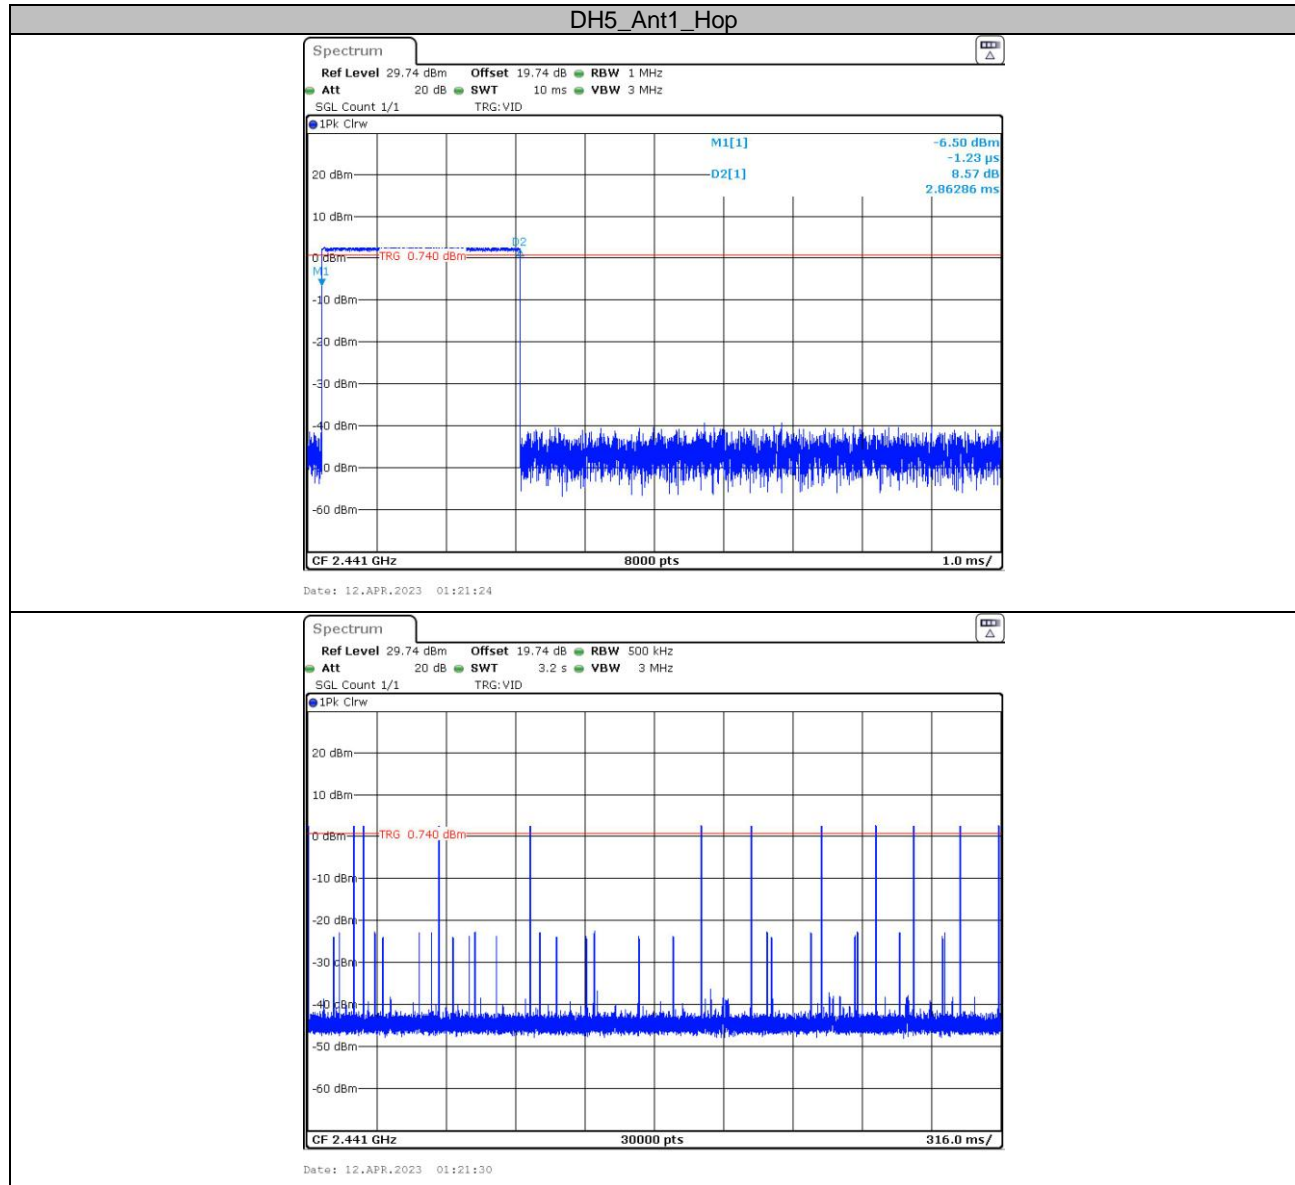 DH5_Ant1_Hop
Spectrum
Ref Level 29.74 dBm Offset 19.74 dB RBW 1 MHz
Att 20 dB SWT 10 ms VBW 3 MHz
SGL Count 1/1 TRG:VID
1Pk Clrw
M1[1] -6.50 dBm
-1.23 µs
20 dBm D2[1] 8.57 dB
2.86286 ms
10 dBm
D2
0 dBm TRG 0.740 dBm
M1
-10 dBm
-20 dBm
-30 dBm
-40 dBm
-50 dBm
-60 dBm
CF 2.441 GHz 8000 pts 1.0 ms/
Date: 12.APR.2023 01:21:24
Spectrum
Ref Level 29.74 dBm Offset 19.74 dB RBW 500 kHz
Att 20 dB SWT 3.2 s VBW 3 MHz
SGL Count 1/1 TRG:VID
1Pk Clrw
20 dBm
10 dBm
0 dBm TRG 0.740 dBm
-10 dBm
-20 dBm
-30 dBm
-40 dBm
-50 dBm
-60 dBm
CF 2.441 GHz 30000 pts 316.0 ms/
Date: 12.APR.2023 01:21:30